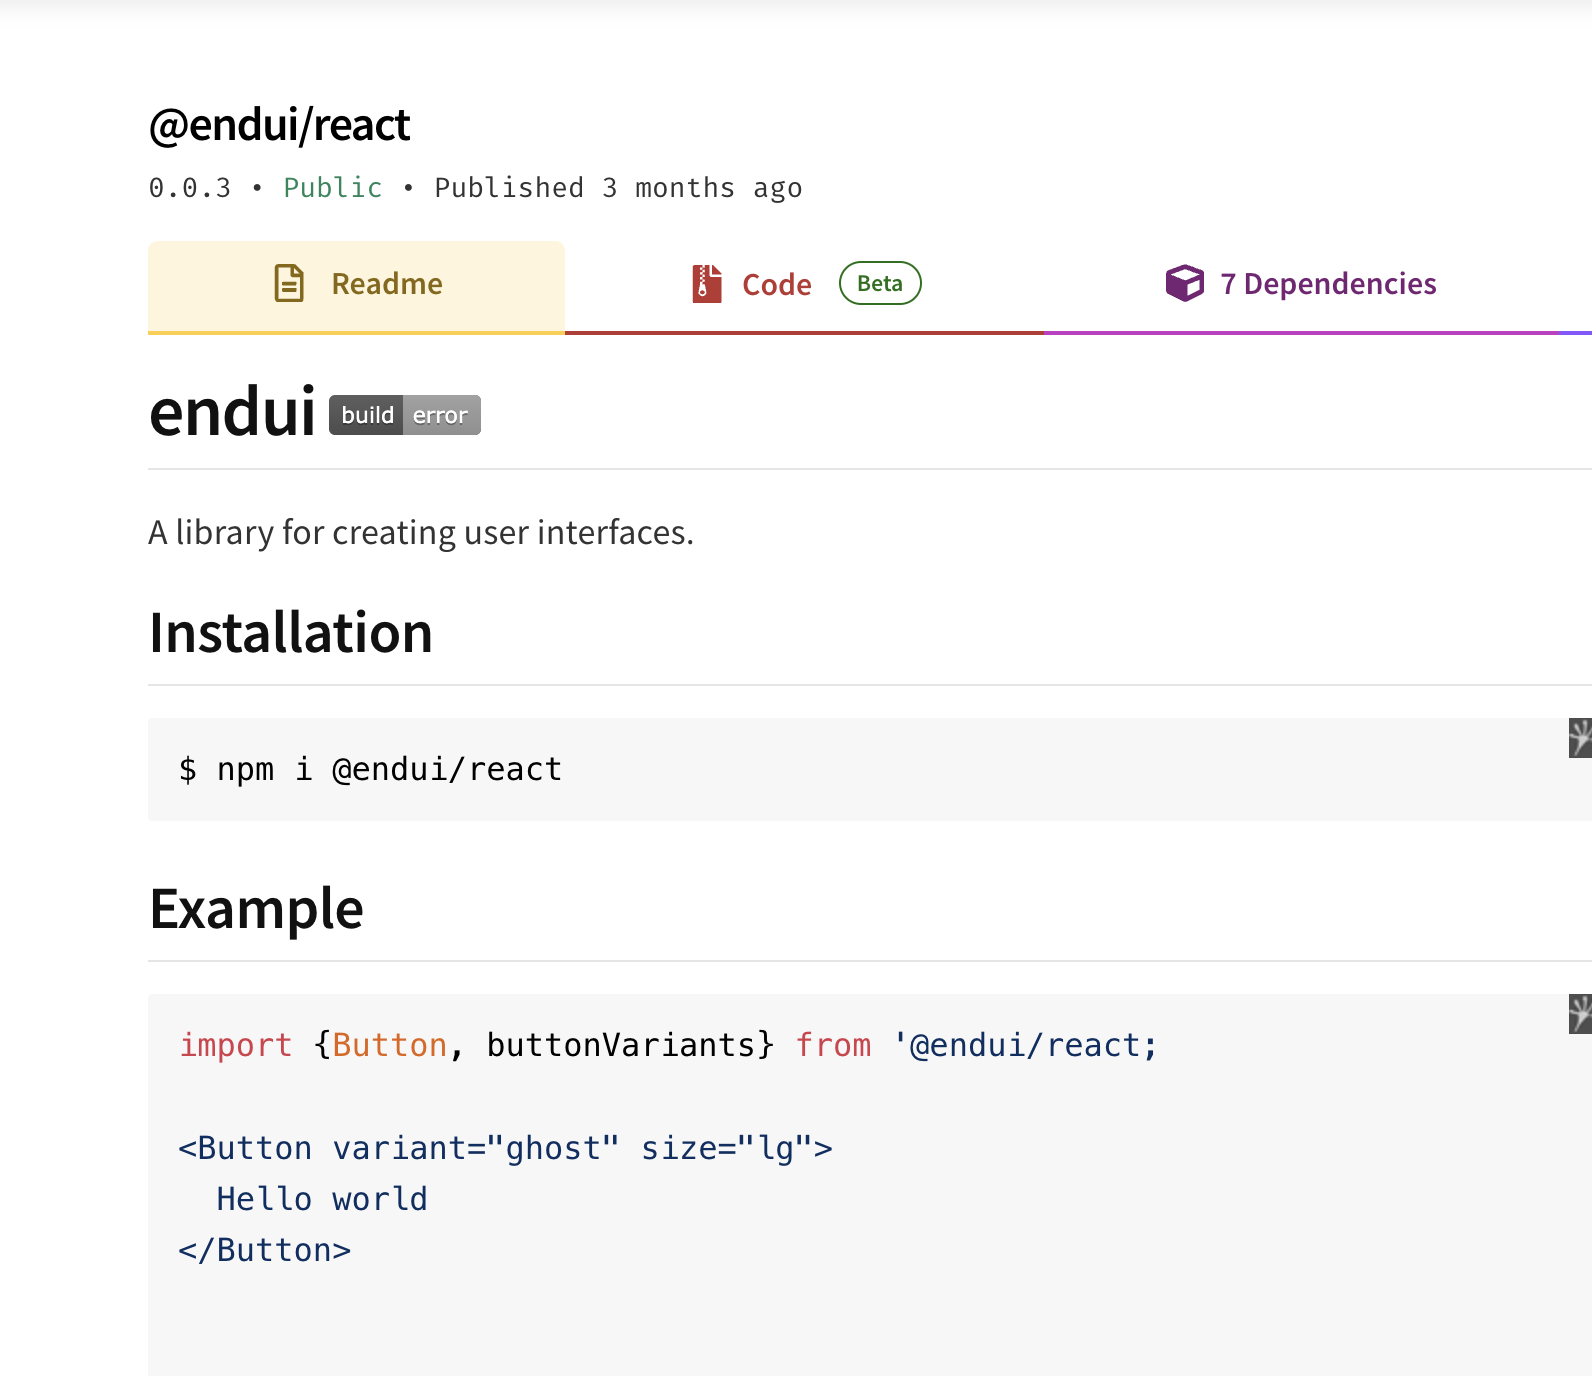 @endui/react
0.0.3 • Public • Published 3 months ago
Readme
Code Beta
7 Dependencies
endui build error
A library for creating user interfaces.
Installation
$ npm i @endui/react
Example
import {Button, buttonVariants} from '@endui/react;
<Button variant="ghost" size="lg">
  Hello world
</Button>